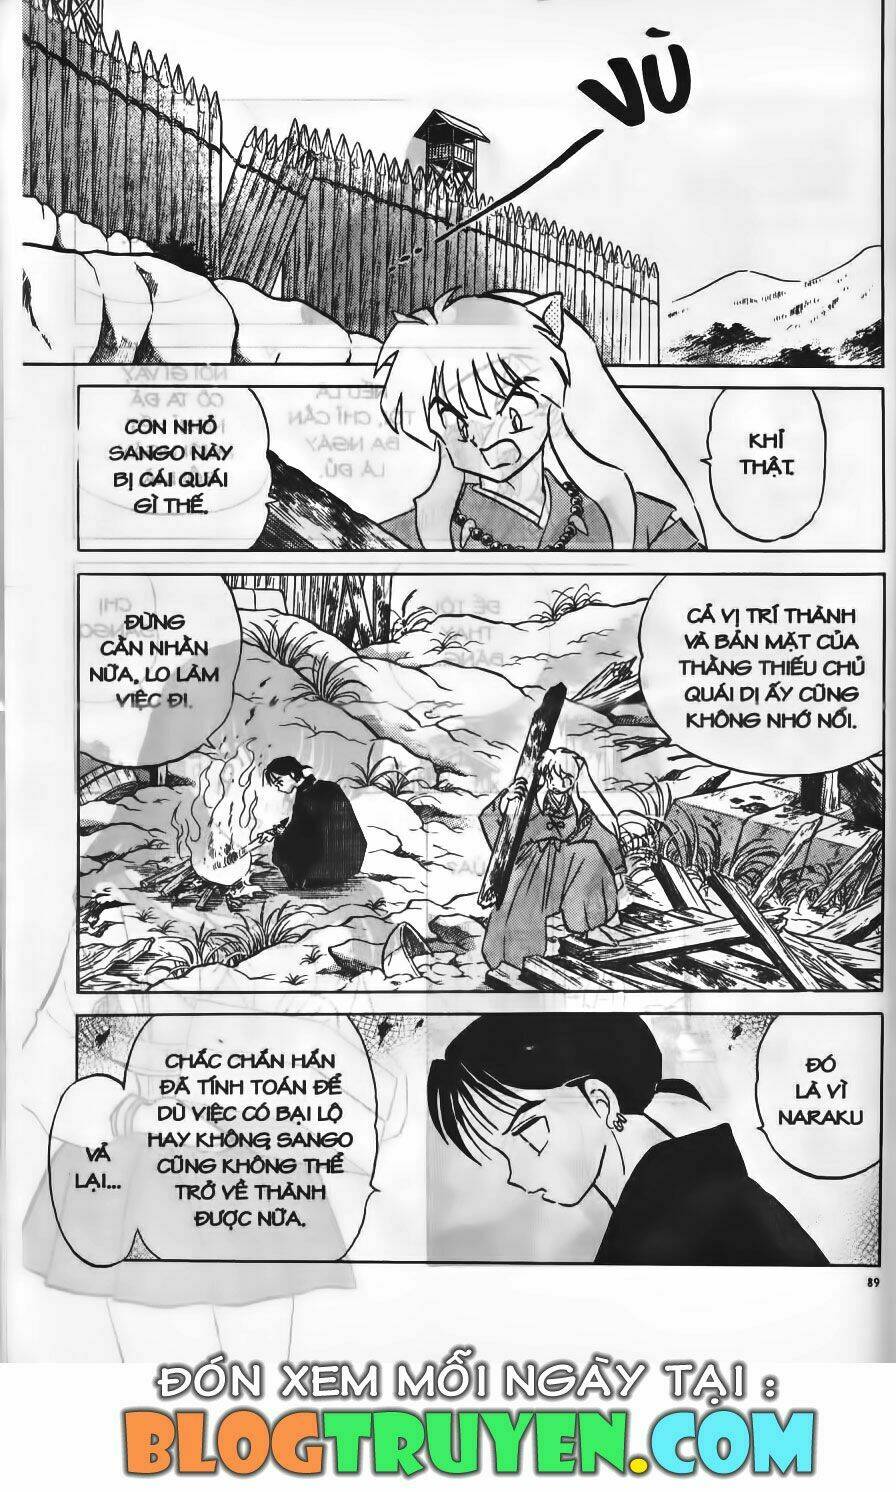 VÙ
KHỈ
THẬT.
CON NHỎ
SANGO NÀY
BỊ CÁI QUÁI
GÌ THẾ.
CẢ VỊ TRÍ THÀNH
VÀ BẢN MẶT CỦA
THẰNG THIẾU CHỦ
QUÁI DỊ ẤY CŨNG
KHÔNG NHỚ NỔI.
ĐỪNG
CẰN NHẰN
NỮA, LO LÀM
VIỆC ĐI.
ĐÓ
LÀ VÌ
NARAKU
CHẮC CHẮN HẮN
ĐÃ TÍNH TOÁN ĐỂ
DÙ VIỆC CÓ BẠI LỘ
HAY KHÔNG, SANGO
CŨNG KHÔNG THỂ
TRỞ VỀ THÀNH
ĐƯỢC NỮA.
VẢ
LẠI...
89
ĐÓN XEM MỖI NGÀY TẠI :
BLOGTRUYEN.COM